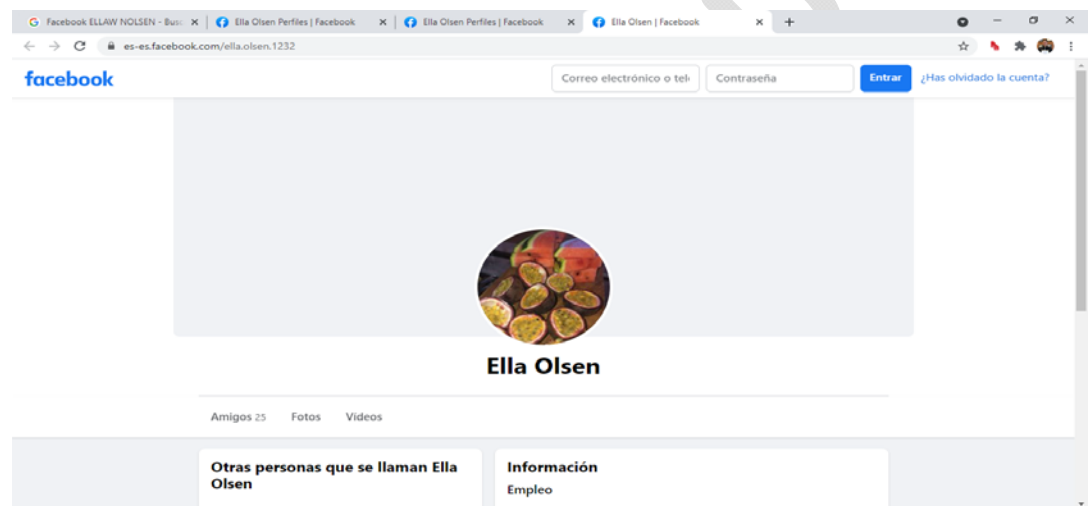 Facebook ELLAW NOLSEN - Busc
Ella Olsen Perfiles | Facebook
Ella Olsen Perfiles | Facebook
Ella Olsen | Facebook
es-es.facebook.com/ella.olsen.1232
facebook
Correo electrónico o telé
Contraseña
Entrar
¿Has olvidado la cuenta?
Ella Olsen
Amigos 25 Fotos Vídeos
Otras personas que se llaman Ella
Olsen
Información
Empleo